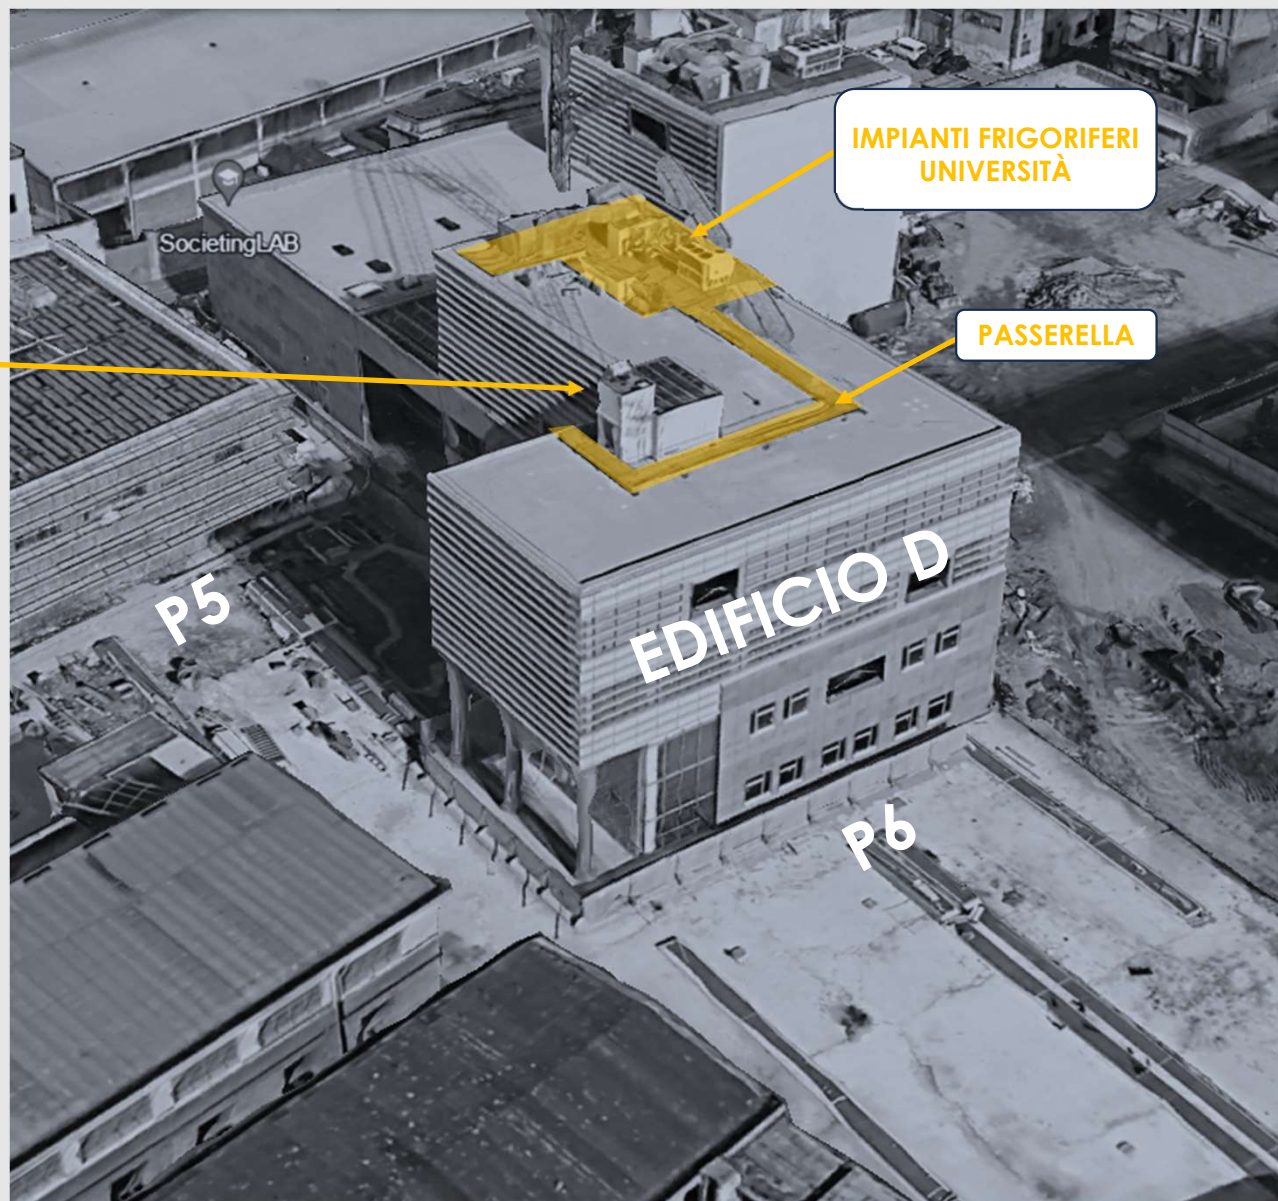 IMPIANTI FRIGORIFERI
UNIVERSITÀ
SocietingLAB
PASSERELLA
EDIFICIO D
P5
P6